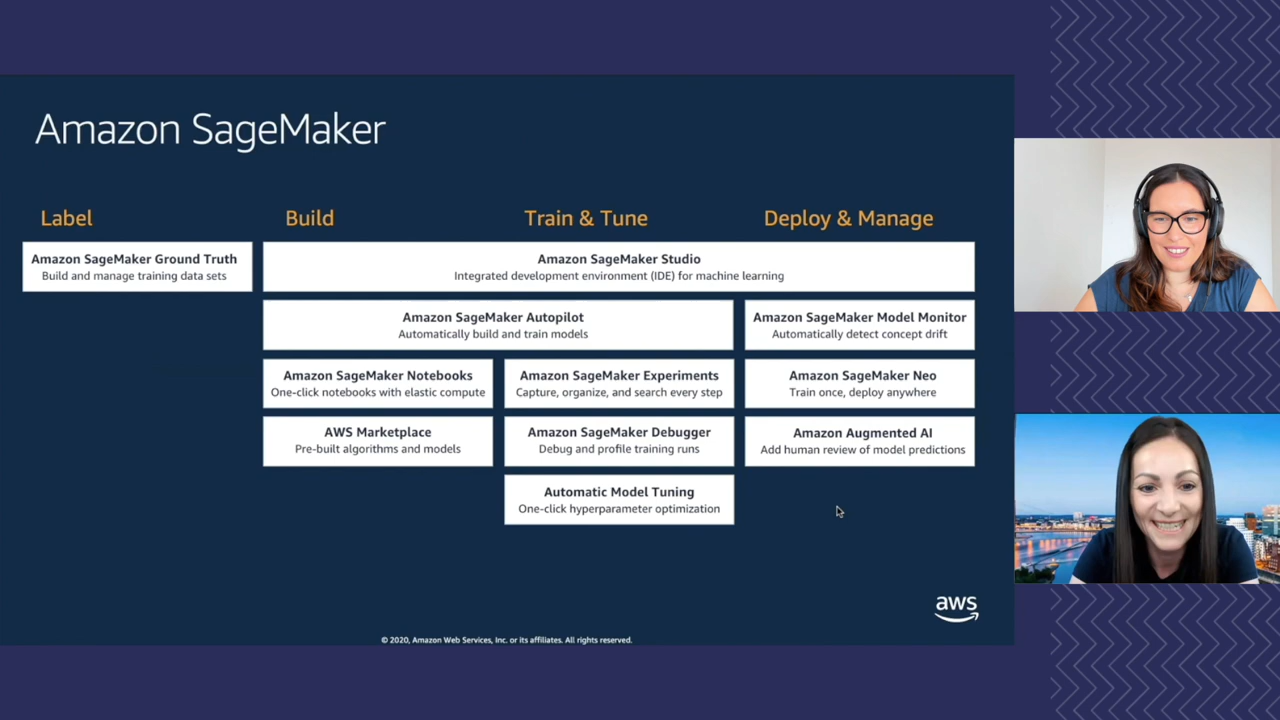 Amazon SageMaker
Label
Build
Train & Tune
Deploy & Manage
Amazon SageMaker Ground Truth
Build and manage training data sets
Amazon SageMaker Studio
Integrated development environment (IDE) for machine learning
Amazon SageMaker Autopilot
Automatically build and train models
Amazon SageMaker Model Monitor
Automatically detect concept drift
Amazon SageMaker Notebooks
One-click notebooks with elastic compute
Amazon SageMaker Experiments
Capture, organize, and search every step
Amazon SageMaker Neo
Train once, deploy anywhere
AWS Marketplace
Pre-built algorithms and models
Amazon SageMaker Debugger
Debug and profile training runs
Amazon Augmented AI
Add human review of model predictions
Automatic Model Tuning
One-click hyperparameter optimization
aws
© 2020, Amazon Web Services, Inc. or its affiliates. All rights reserved.